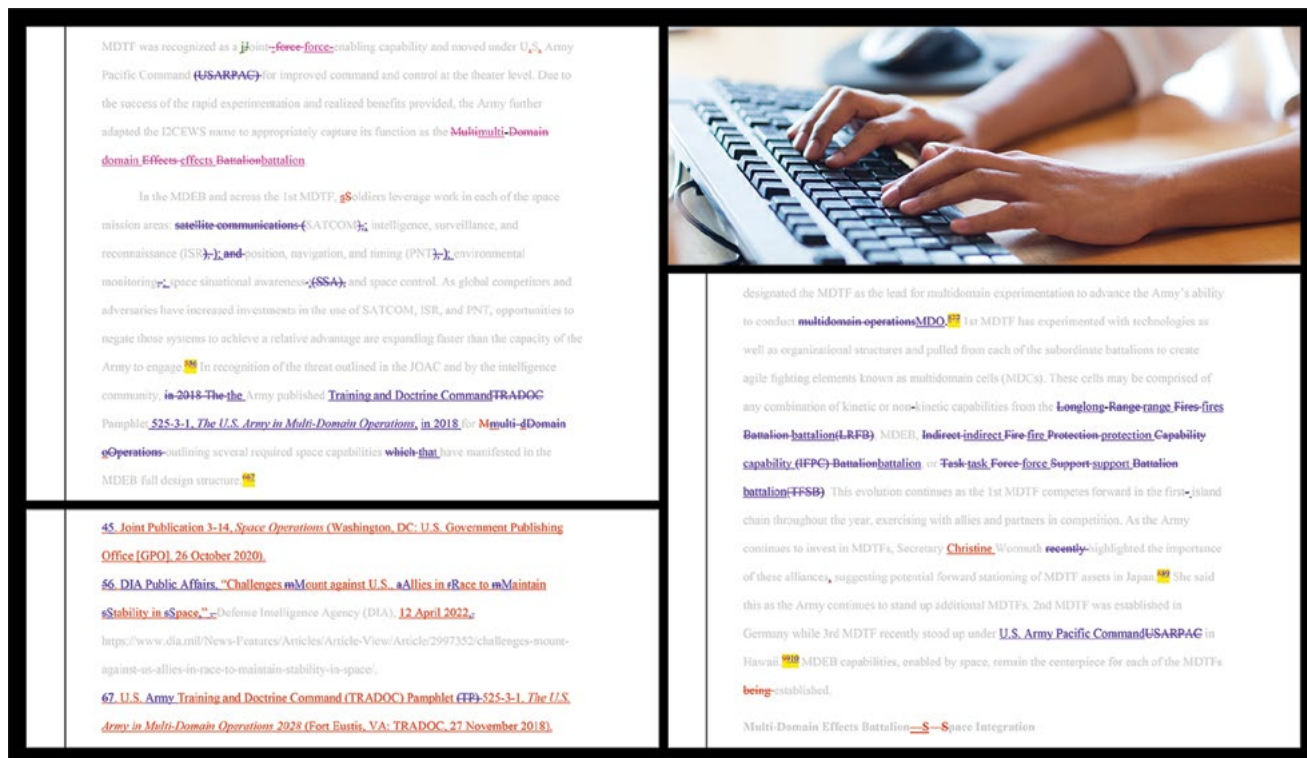 MDTF was recognized as a jJoint--force-force-enabling capability and moved under U.S. Army
Pacific Command (USARPAC) for improved command and control at the theater level. Due to
the success of the rapid experimentation and realized benefits provided, the Army further
adapted the I2CEWS name to appropriately capture its function as the Multimulti-Domain
domain Effects effects Battalionbattalion.
In the MDEB and across the 1st MDTF, sSoldiers leverage work in each of the space
mission areas: satellite communications (SATCOM),; intelligence, surveillance, and
reconnaissance (ISR), ); and position, navigation, and timing (PNT), ); environmental
monitoring,; space situational awareness,;(SSA), and space control. As global competitors and
adversaries have increased investments in the use of SATCOM, ISR, and PNT, opportunities to
negate those systems to achieve a relative advantage are expanding faster than the capacity of the
Army to engage.56 In recognition of the threat outlined in the JOAC and by the intelligence
community, in 2018 The the Army published Training and Doctrine CommandTRADOC
Pamphlet 525-3-1, The U.S. Army in Multi-Domain Operations, in 2018 for Mmulti-dDomain
oOperations outlining several required space capabilities which that have manifested in the
MDEB full design structure.67
45. Joint Publication 3-14, Space Operations (Washington, DC: U.S. Government Publishing
Office [GPO], 26 October 2020).
56. DIA Public Affairs, “Challenges mMount against U.S., aAllies in rRace to mMaintain
sStability in sSpace,” , Defense Intelligence Agency (DIA), 12 April 2022,.
https://www.dia.mil/News-Features/Articles/Article-View/Article/2997352/challenges-mount-
against-us-allies-in-race-to-maintain-stability-in-space/.
67. U.S. Army Training and Doctrine Command (TRADOC) Pamphlet (TP) 525-3-1, The U.S.
Army in Multi-Domain Operations 2028 (Fort Eustis, VA: TRADOC, 27 November 2018).
designated the MDTF as the lead for multidomain experimentation to advance the Army’s ability
to conduct multidomain operationsMDO. 1st MDTF has experimented with technologies as
well as organizational structures and pulled from each of the subordinate battalions to create
agile fighting elements known as multidomain cells (MDCs). These cells may be comprised of
any combination of kinetic or non-kinetic capabilities from the Longlong-Range range Fires fires
Battalion battalion(LRFB), MDEB, Indirect indirect Fire fire Protection protection Capability
capability (IFPC) Battalionbattalion, or Task task Force force Support support Battalion
battalion(TFSB). This evolution continues as the 1st MDTF competes forward in the first- island
chain throughout the year, exercising with allies and partners in competition. As the Army
continues to invest in MDTFs, Secretary Christine Wormuth recently highlighted the importance
of these alliances, suggesting potential forward stationing of MDTF assets in Japan.89 She said
this as the Army continues to stand up additional MDTFs. 2nd MDTF was established in
Germany while 3rd MDTF recently stood up under U.S. Army Pacific CommandUSARPAC in
Hawaii.910 MDEB capabilities, enabled by space, remain the centerpiece for each of the MDTFs
being established.
Multi-Domain Effects Battalion—S—Space Integration